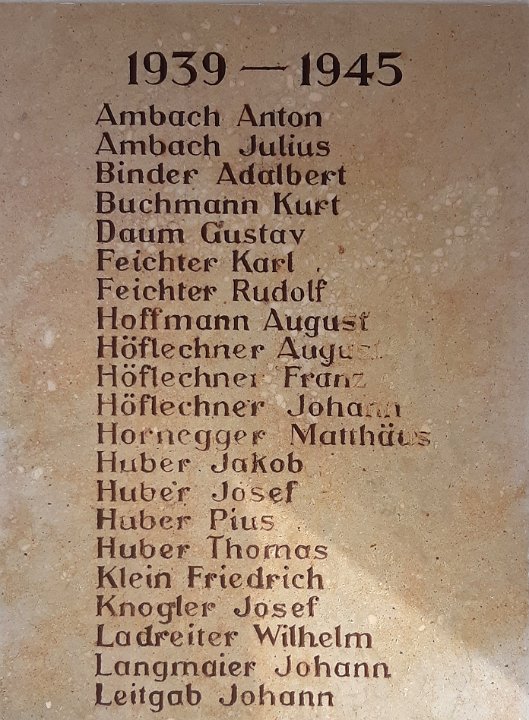 1939 — 1945
Ambach Anton
Ambach Julius
Binder Adalbert
Buchmann Kurt
Daum Gustav
Feichter Karl
Feichter Rudolf
Hoffmann August
Höflechner August
Höflechner Franz
Höflechner Johann
Hornegger Matthäus
Huber Jakob
Huber Josef
Huber Pius
Huber Thomas
Klein Friedrich
Knogler Josef
Ladreiter Wilhelm
Langmaier Johann
Leitgab Johann